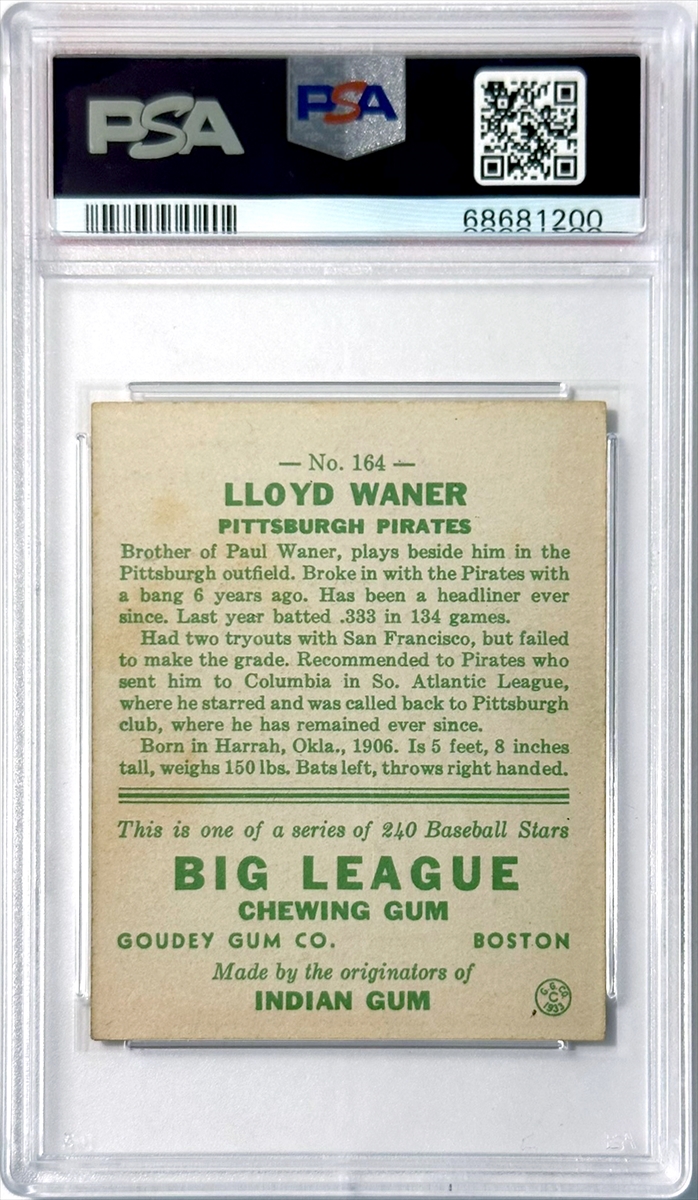 PSA
PSA
68681200
— No. 164 —
LLOYD WANER
PITTSBURGH PIRATES
Brother of Paul Waner, plays beside him in the
Pittsburgh outfield. Broke in with the Pirates with
a bang 6 years ago. Has been a headliner ever
since. Last year batted .333 in 134 games.
Had two tryouts with San Francisco, but failed
to make the grade. Recommended to Pirates who
sent him to Columbia in So. Atlantic League,
where he starred and was called back to Pittsburgh
club, where he has remained ever since.
Born in Harrah, Okla., 1906. Is 5 feet, 8 inches
tall, weighs 150 lbs. Bats left, throws right handed.
This is one of a series of 240 Baseball Stars
BIG LEAGUE
CHEWING GUM
GOUDEY GUM CO. BOSTON
Made by the originators of
INDIAN GUM
G.G.CO.
C
1933